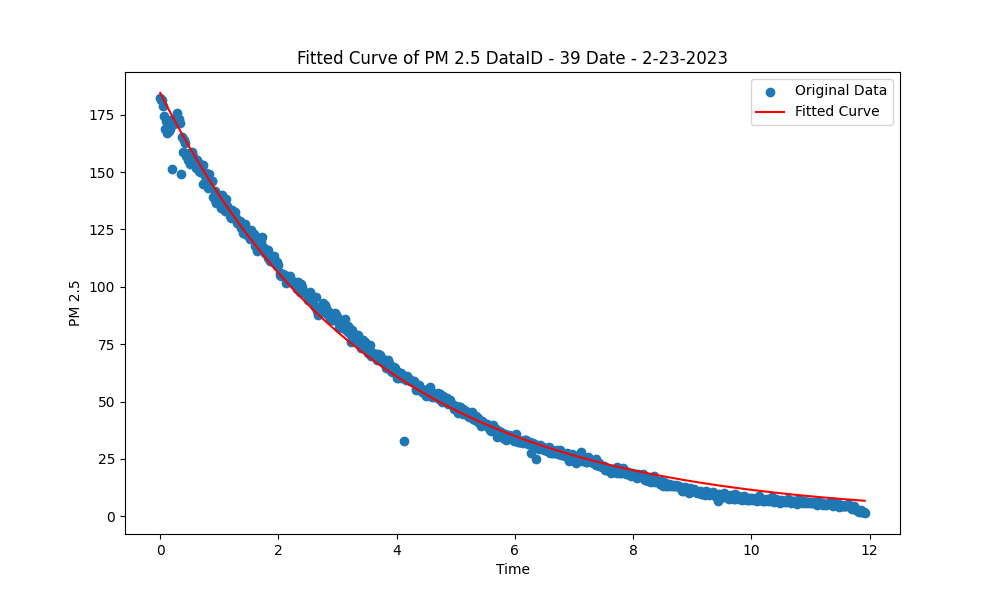 Fitted Curve of PM 2.5 DataID - 39 Date - 2-23-2023
Original Data
Fitted Curve
175
150
125
100
75
50
25
0
PM 2.5
0 2 4 6 8 10 12
Time